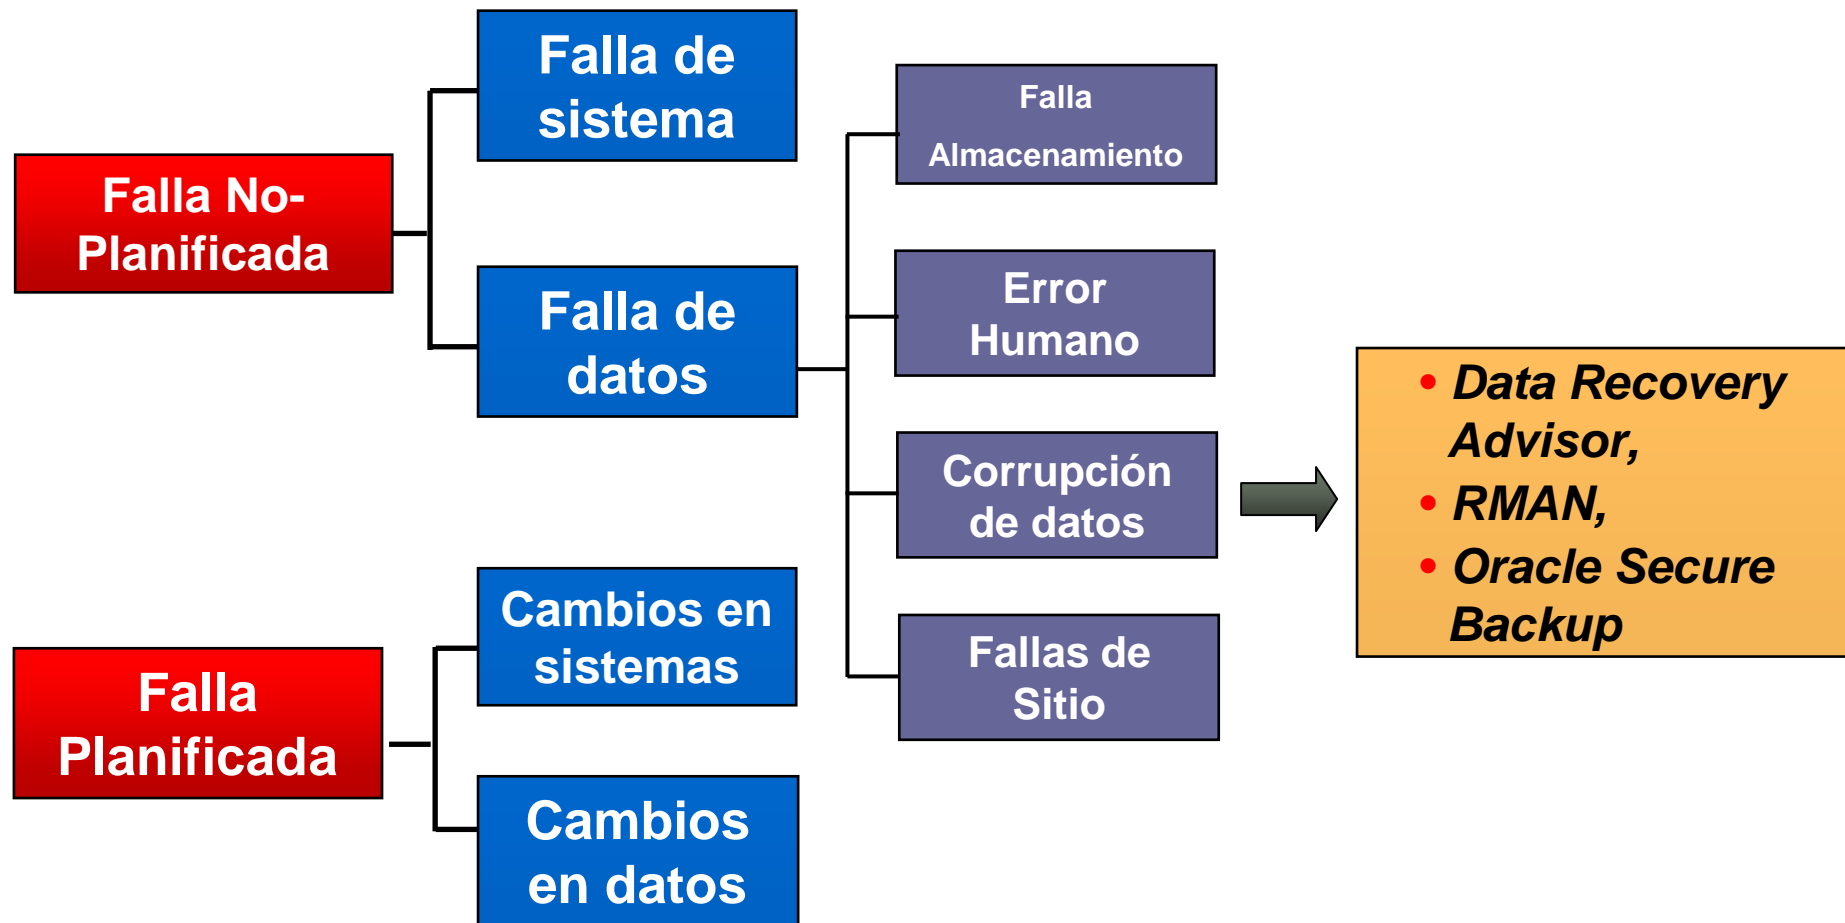 Falla No-
Planificada
Falla de
sistema
Falla de
datos
Falla
Almacenamiento
Error
Humano
Corrupción
de datos
Fallas de
Sitio
• Data Recovery
Advisor,
• RMAN,
• Oracle Secure
Backup
Falla
Planificada
Cambios en
sistemas
Cambios
en datos